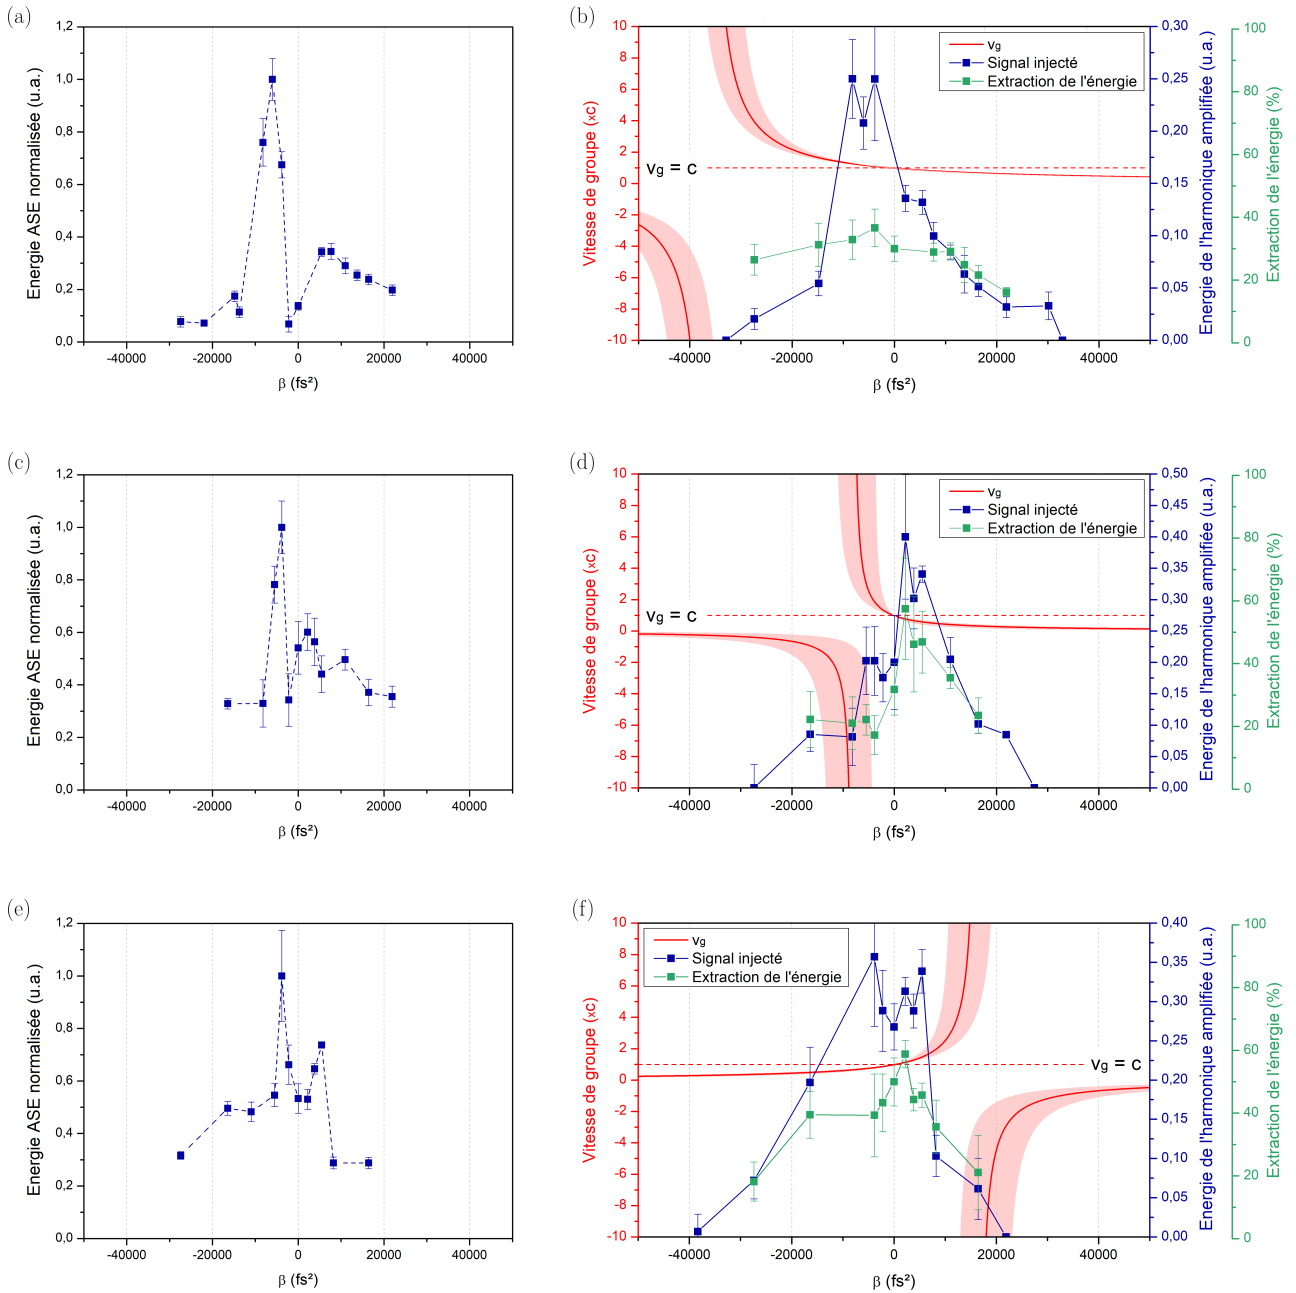 (a)
Energie ASE normalisée (u.a.)
1,2
1,0
0,8
0,6
0,4
0,2
0,0
-40000 -20000 0 20000 40000
β (fs²)
(b)
Vitesse de groupe (xc)
10
8
6
4
2
0
-2
-4
-6
-8
-10
vg = c
vg
Signal injecté
Extraction de l'énergie
-40000 -20000 0 20000 40000
β (fs²)
0,30
0,25
0,20
0,15
0,10
0,05
0,00
Energie de l'harmonique amplifiée (u.a.)
100
80
60
40
20
0
Extraction de l'énergie (%)
(c)
Energie ASE normalisée (u.a.)
1,2
1,0
0,8
0,6
0,4
0,2
0,0
-40000 -20000 0 20000 40000
β (fs²)
(d)
Vitesse de groupe (xc)
10
8
6
4
2
0
-2
-4
-6
-8
-10
vg = c
vg
Signal injecté
Extraction de l'énergie
-40000 -20000 0 20000 40000
β (fs²)
0,50
0,45
0,40
0,35
0,30
0,25
0,20
0,15
0,10
0,05
0,00
Energie de l'harmonique amplifiée (u.a.)
100
80
60
40
20
0
Extraction de l'énergie (%)
(e)
Energie ASE normalisée (u.a.)
1,2
1,0
0,8
0,6
0,4
0,2
0,0
-40000 -20000 0 20000 40000
β (fs²)
(f)
Vitesse de groupe (xc)
10
8
6
4
2
0
-2
-4
-6
-8
-10
vg
Signal injecté
Extraction de l'énergie
vg = c
-40000 -20000 0 20000 40000
β (fs²)
0,40
0,35
0,30
0,25
0,20
0,15
0,10
0,05
0,00
Energie de l'harmonique amplifiée (u.a.)
100
80
60
40
20
0
Extraction de l'énergie (%)